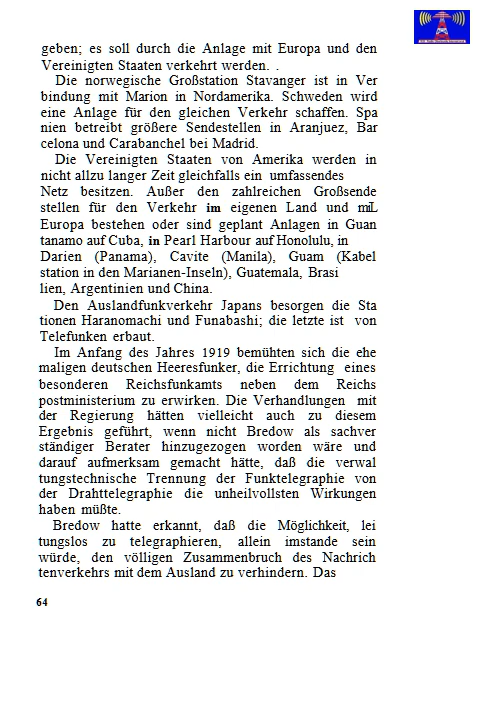 geben; es soll durch die Anlage mit Europa und den
Vereinigten Staaten verkehrt werden. .
Die norwegische Großstation Stavanger ist in Ver
bindung mit Marion in Nordamerika. Schweden wird
eine Anlage für den gleichen Verkehr schaffen. Spa
nien betreibt größere Sendestellen in Aranjuez, Bar
celona und Carabanchel bei Madrid.
Die Vereinigten Staaten von Amerika werden in
nicht allzu langer Zeit gleichfalls ein umfassendes
Netz besitzen. Außer den zahlreichen Großsende
stellen für den Verkehr im eigenen Land und miL
Europa bestehen oder sind geplant Anlagen in Guan
tanamo auf Cuba, in Pearl Harbour auf Honolulu, in
Darien (Panama), Cavite (Manila), Guam (Kabel
station in den Marianen-Inseln), Guatemala, Brasi
lien, Argentinien und China.
Den Auslandfunkverkehr Japans besorgen die Sta
tionen Haranomachi und Funabashi; die letzte ist von
Telefunken erbaut.
Im Anfang des Jahres 1919 bemühten sich die ehe
maligen deutschen Heeresfunker, die Errichtung eines
besonderen Reichsfunkamts neben dem Reichs
postministerium zu erwirken. Die Verhandlungen mit
der Regierung hätten vielleicht auch zu diesem
Ergebnis geführt, wenn nicht Bredow als sachver
ständiger Berater hinzugezogen worden wäre und
darauf aufmerksam gemacht hätte, daß die verwal
tungstechnische Trennung der Funktelegraphie von
der Drahttelegraphie die unheilvollsten Wirkungen
haben müßte.
Bredow hatte erkannt, daß die Möglichkeit, lei
tungslos zu telegraphieren, allein imstande sein
würde, den völligen Zusammenbruch des Nachrich
tenverkehrs mit dem Ausland zu verhindern. Das
64